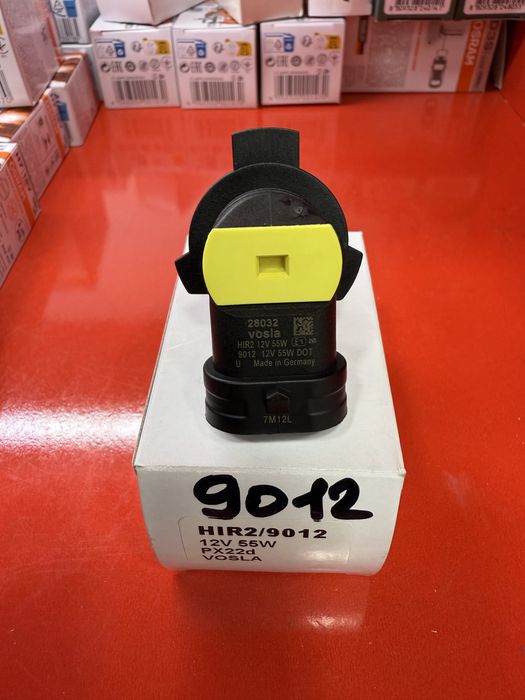 OSRAM
28032
vosla
HIR2 12V 55W E1
9012 12V 55W DOT
U Made in Germany
7M12L
9012
HIR2/9012
12V 55W
PX22d
VOSLA